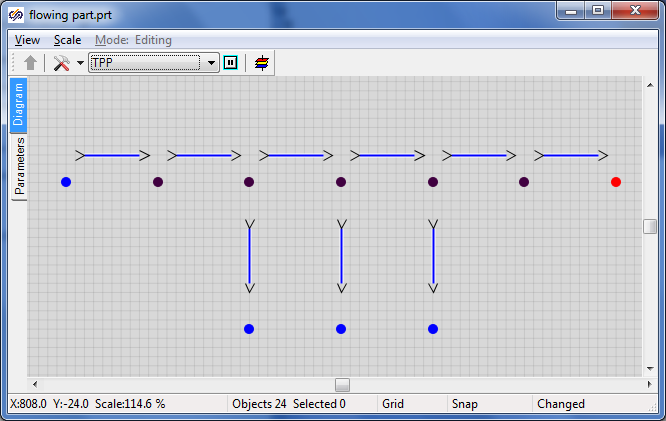 flowing part.prt
View Scale Mode: Editing
TPP
Diagram
Parameters
X:808.0 Y:-24.0 Scale:114.6 % Objects 24 Selected 0 Grid Snap Changed